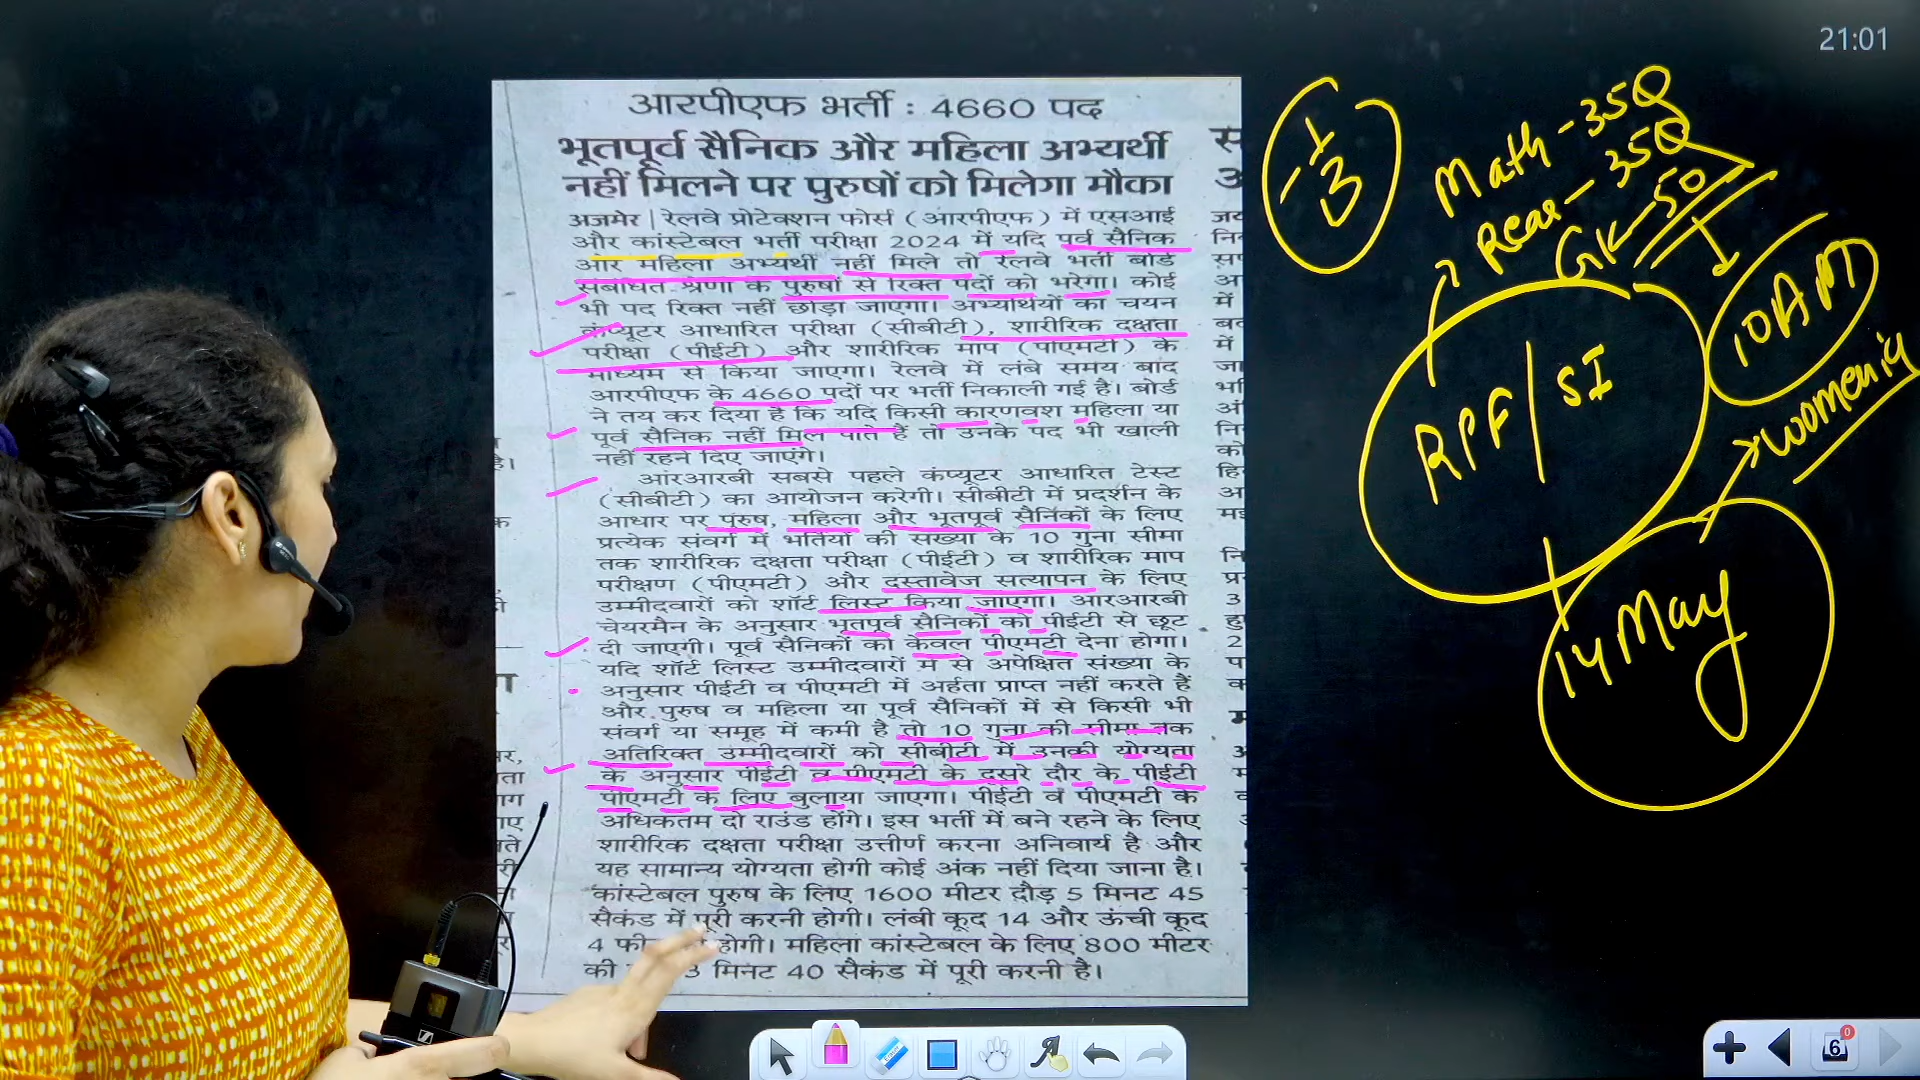 21:01
आरपीएफ भर्ती : 4660 पद
भूतपूर्व सैनिक और महिला अभ्यर्थी
नहीं मिलने पर पुरुषों को मिलेगा मौका
अजमेर | रेलवे प्रोटेक्शन फोर्स (आरपीएफ) में एसआई
और कांस्टेबल भर्ती परीक्षा 2024 में यदि पूर्व सैनिक
और महिला अभ्यर्थी नहीं मिले तो रेलवे भर्ती बोर्ड
संबंधित श्रेणी के पुरुषों से रिक्त पदों को भरेगा। कोई
भी पद रिक्त नहीं छोड़ा जाएगा। अभ्यर्थियों का चयन
कंप्यूटर आधारित परीक्षा (सीबीटी), शारीरिक दक्षता
परीक्षा (पीईटी) और शारीरिक माप (पीएमटी) के
माध्यम से किया जाएगा। रेलवे में लंबे समय बाद
आरपीएफ के 4660 पदों पर भर्ती निकाली गई है। बोर्ड
ने तय कर दिया है कि यदि किसी कारणवश महिला या
पूर्व सैनिक नहीं मिल पाते हैं तो उनके पद भी खाली
नहीं रहने दिए जाएंगे।
आरआरबी सबसे पहले कंप्यूटर आधारित टेस्ट
(सीबीटी) का आयोजन करेगी। सीबीटी में प्रदर्शन के
आधार पर पुरुष, महिला और भूतपूर्व सैनिकों के लिए
प्रत्येक संवर्ग में भर्तियों की संख्या के 10 गुना सीमा
तक शारीरिक दक्षता परीक्षा (पीईटी) व शारीरिक माप
परीक्षण (पीएमटी) और दस्तावेज सत्यापन के लिए
उम्मीदवारों को शॉर्ट लिस्ट किया जाएगा। आरआरबी
चेयरमैन के अनुसार भूतपूर्व सैनिकों को पीईटी से छूट
दी जाएगी। पूर्व सैनिकों को केवल पीएमटी देना होगा।
यदि शॉर्ट लिस्ट उम्मीदवारों में से अपेक्षित संख्या के
अनुसार पीईटी व पीएमटी में अर्हता प्राप्त नहीं करते हैं
और पुरुष व महिला या पूर्व सैनिकों में से किसी भी
संवर्ग या समूह में कमी है तो 10 गुना की सीमा तक
अतिरिक्त उम्मीदवारों को सीबीटी में उनकी योग्यता
के अनुसार पीईटी व पीएमटी के दूसरे दौर के पीईटी
पीएमटी के लिए बुलाया जाएगा। पीईटी व पीएमटी के
अधिकतम दो राउंड होंगे। इस भर्ती में बने रहने के लिए
शारीरिक दक्षता परीक्षा उत्तीर्ण करना अनिवार्य है और
यह सामान्य योग्यता होगी कोई अंक नहीं दिया जाना है।
कांस्टेबल पुरुष के लिए 1600 मीटर दौड़ 5 मिनट 45
सैकंड में पूरी करनी होगी। लंबी कूद 14 और ऊंची कूद
4 होगी। महिला कांस्टेबल के लिए 800 मीटर
की 3 मिनट 40 सैकंड में पूरी करनी है।
-1/3
Math - 35Q
Reas - 35Q
GK - 50
10AM
RPF / SI
14 May
6
0